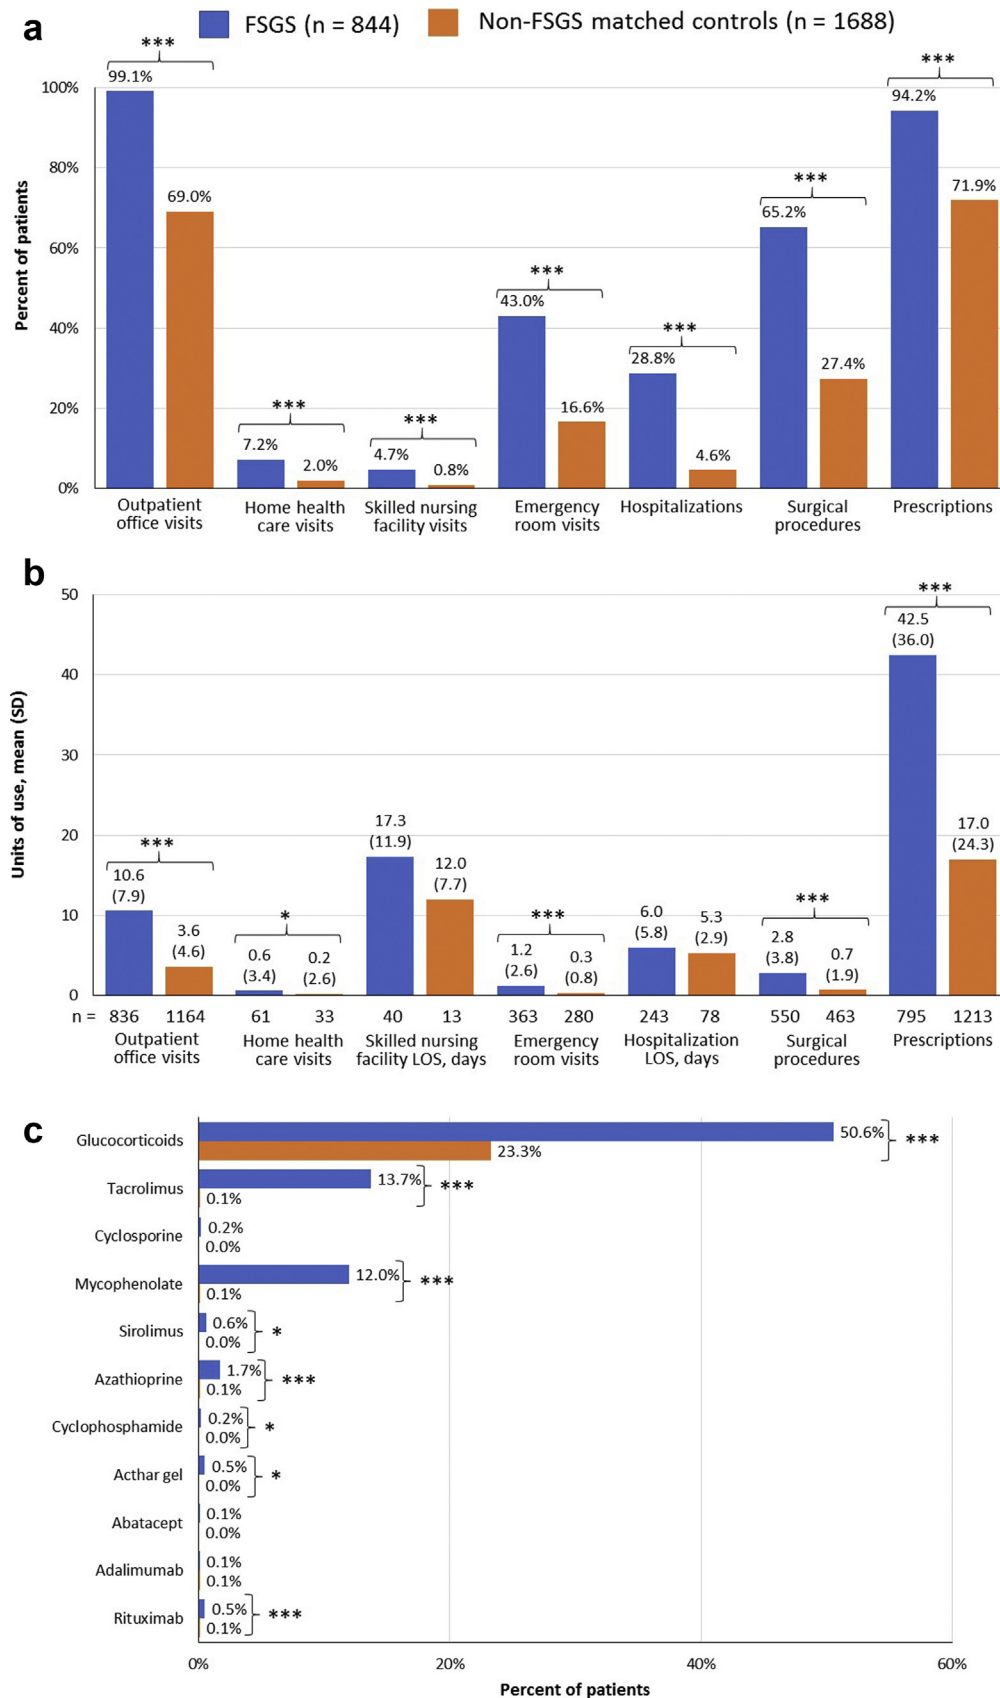 a
FSGS (n = 844) Non-FSGS matched controls (n = 1688)
Percent of patients
100%
80%
60%
40%
20%
0%
***
99.1%
69.0%
***
7.2%
2.0%
***
4.7%
0.8%
***
43.0%
16.6%
***
28.8%
4.6%
***
65.2%
27.4%
***
94.2%
71.9%
Outpatient
office visits
Home health
care visits
Skilled nursing
facility visits
Emergency
room visits
Hospitalizations
Surgical
procedures
Prescriptions
b
Units of use, mean (SD)
50
40
30
20
10
0
***
10.6
(7.9)
3.6
(4.6)
*
0.6
(3.4)
0.2
(2.6)
17.3
(11.9)
12.0
(7.7)
***
1.2
(2.6)
0.3
(0.8)
6.0
(5.8)
5.3
(2.9)
***
2.8
(3.8)
0.7
(1.9)
***
42.5
(36.0)
17.0
(24.3)
n = 836 1164 61 33 40 13 363 280 243 78 550 463 795 1213
Outpatient
office visits
Home health
care visits
Skilled nursing
facility LOS, days
Emergency
room visits
Hospitalization
LOS, days
Surgical
procedures
Prescriptions
c
Glucocorticoids
50.6%
23.3%
***
Tacrolimus
13.7%
0.1%
***
Cyclosporine
0.2%
0.0%
Mycophenolate
12.0%
0.1%
***
Sirolimus
0.6%
0.0%
*
Azathioprine
1.7%
0.1%
***
Cyclophosphamide
0.2%
0.0%
*
Acthar gel
0.5%
0.0%
*
Abatacept
0.1%
0.0%
Adalimumab
0.1%
0.1%
Rituximab
0.5%
0.1%
***
0% 20% 40% 60%
Percent of patients